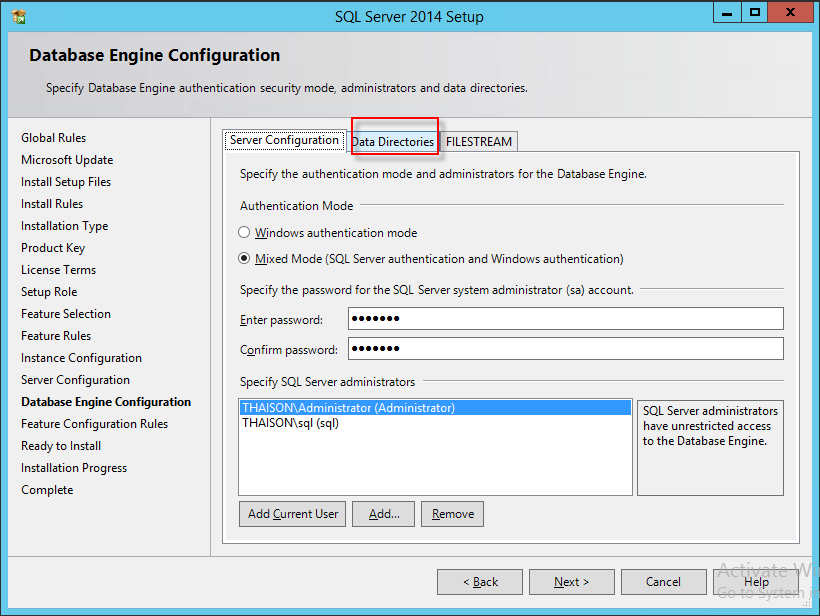 SQL Server 2014 Setup
Database Engine Configuration
Specify Database Engine authentication security mode, administrators and data directories.
Global Rules
Microsoft Update
Install Setup Files
Install Rules
Installation Type
Product Key
License Terms
Setup Role
Feature Selection
Feature Rules
Instance Configuration
Server Configuration
Database Engine Configuration
Feature Configuration Rules
Ready to Install
Installation Progress
Complete
Server Configuration
Data Directories
FILESTREAM
Specify the authentication mode and administrators for the Database Engine.
Authentication Mode
Windows authentication mode
Mixed Mode (SQL Server authentication and Windows authentication)
Specify the password for the SQL Server system administrator (sa) account.
Enter password: ●●●●●●●
Confirm password: ●●●●●●●
Specify SQL Server administrators
THAISON\Administrator (Administrator)
THAISON\sql (sql)
SQL Server administrators
have unrestricted access
to the Database Engine.
Add Current User
Add...
Remove
< Back
Next >
Cancel
Help
Activate Wi
Go to System i